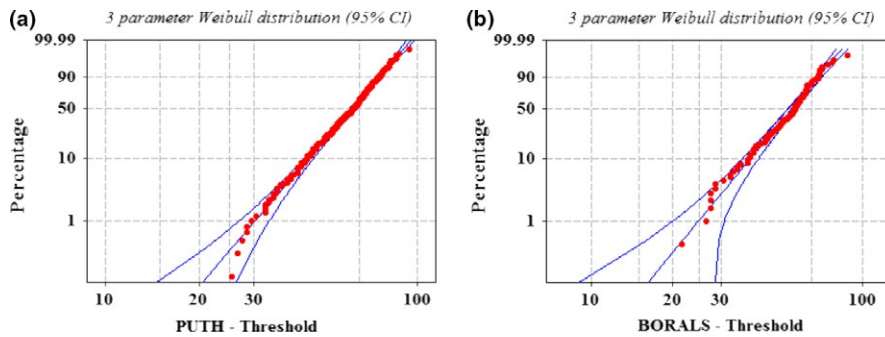 (a)
3 parameter Weibull distribution (95% CI)
99.99
90
50
10
1
Percentage
10
20
30
100
PUTH - Threshold
(b)
3 parameter Weibull distribution (95% CI)
99.99
90
50
10
1
Percentage
10
20
30
100
BORALS - Threshold